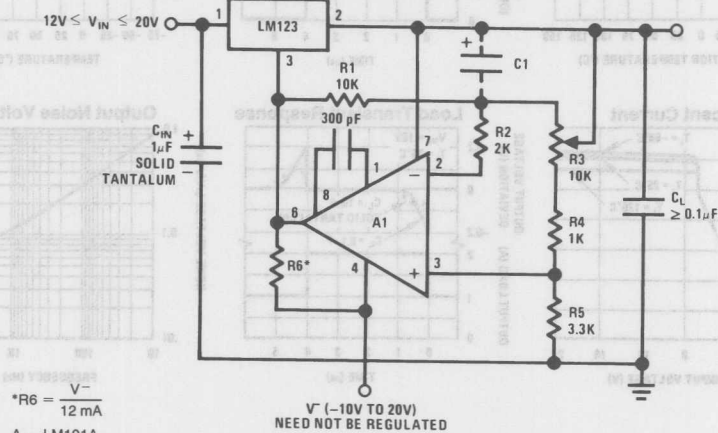 12V ≤ VIN ≤ 20V
1
LM123
2
3
R1
10K
C1
300 pF
CIN
1µF
SOLID
TANTALUM
+
−
+
R2
2K
R3
10K
7
1
8
2
−
6
A1
CL
≥ 0.1µF
R4
1K
R6*
4
3
+
R5
3.3K
*R6 = V− / 12 mA
V− (−10V TO 20V)
NEED NOT BE REGULATED